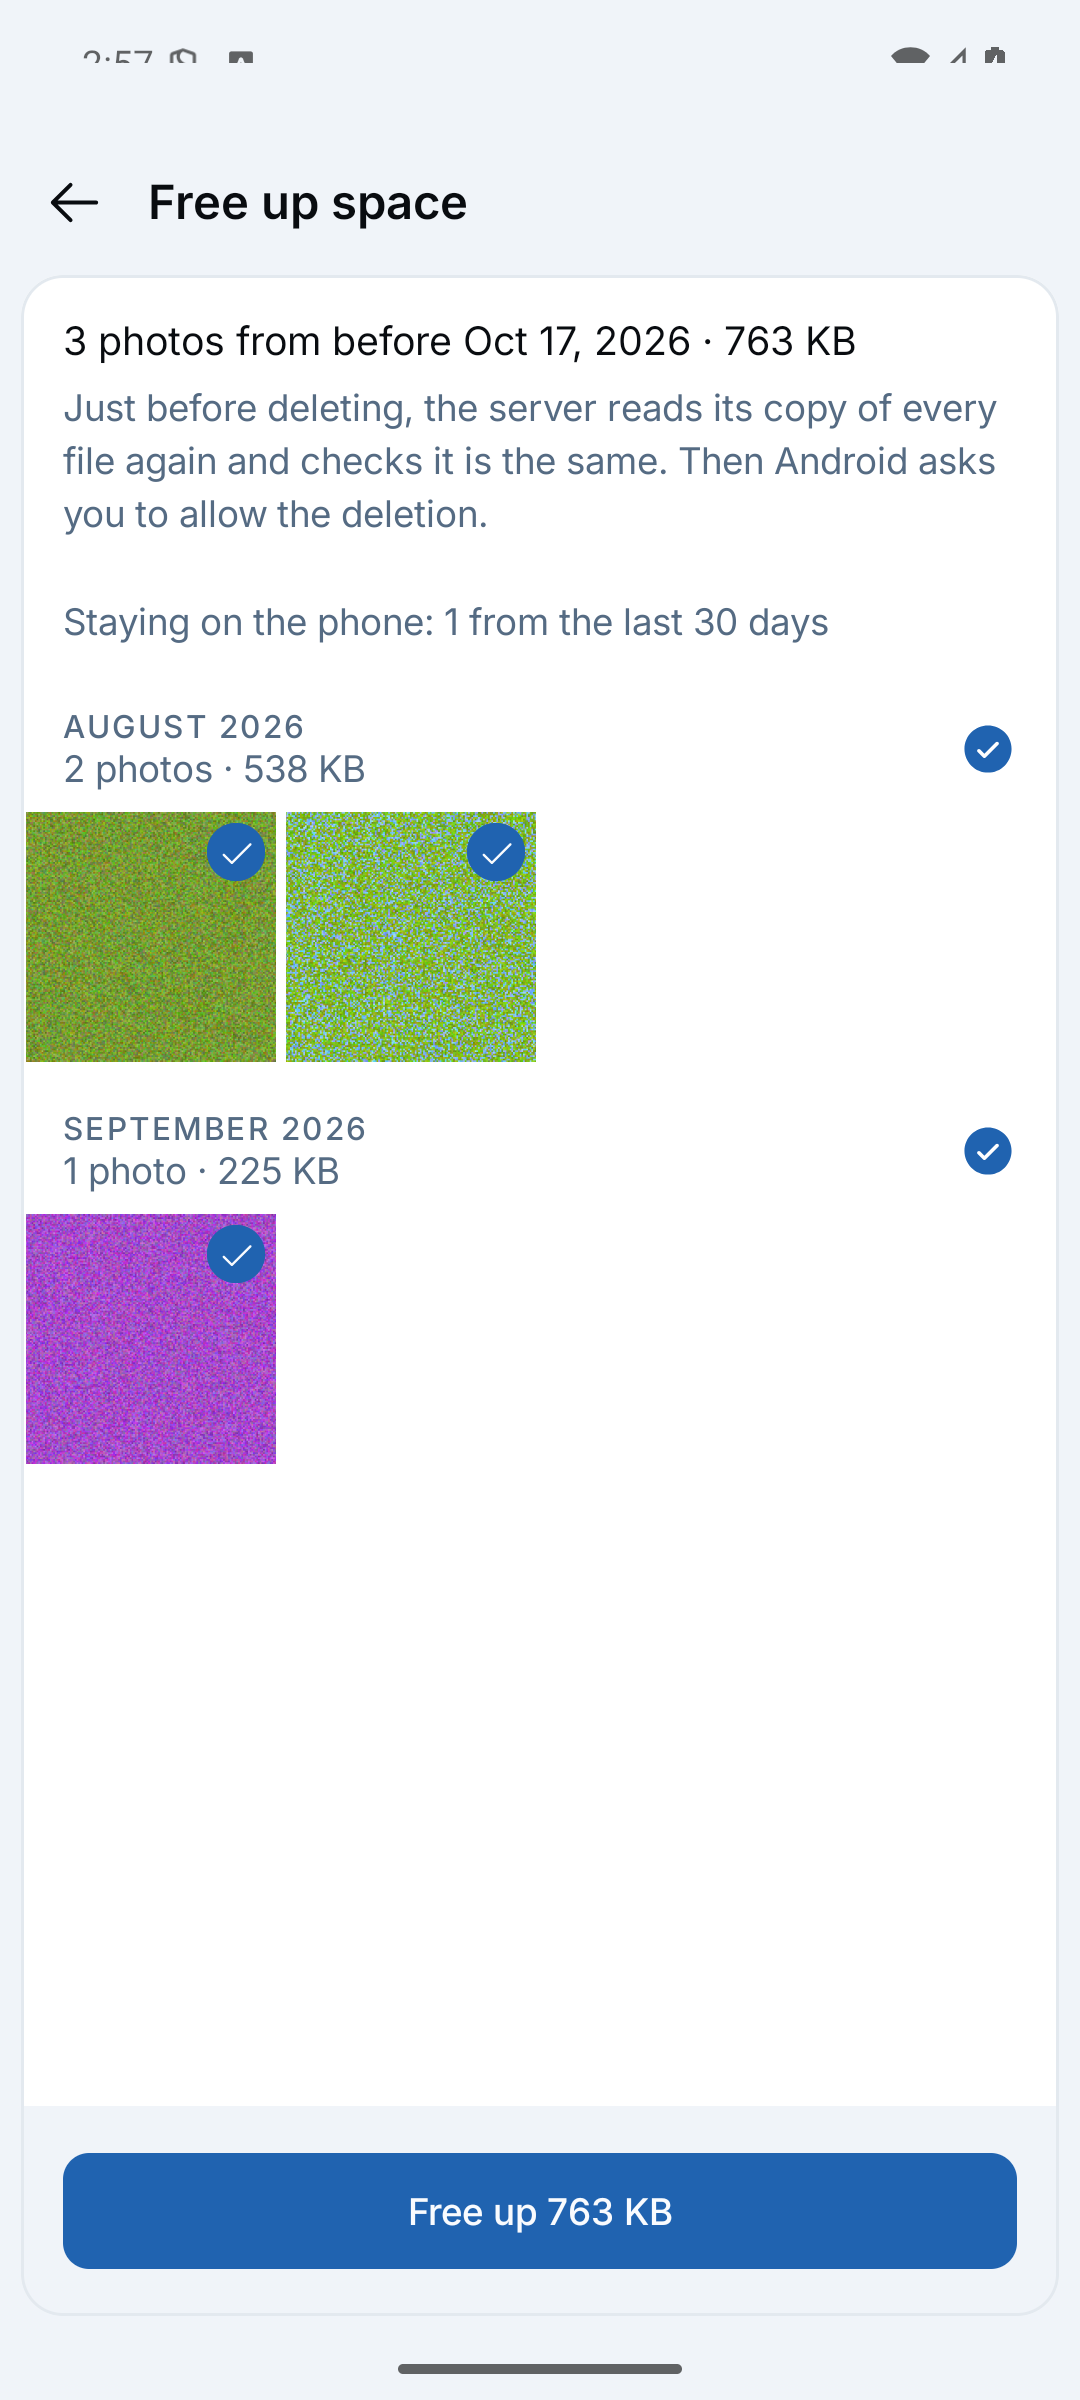 2:57
Free up space
3 photos from before Oct 17, 2026 · 763 KB
Just before deleting, the server reads its copy of every
file again and checks it is the same. Then Android asks
you to allow the deletion.
Staying on the phone: 1 from the last 30 days
AUGUST 2026
2 photos · 538 KB
SEPTEMBER 2026
1 photo · 225 KB
Free up 763 KB